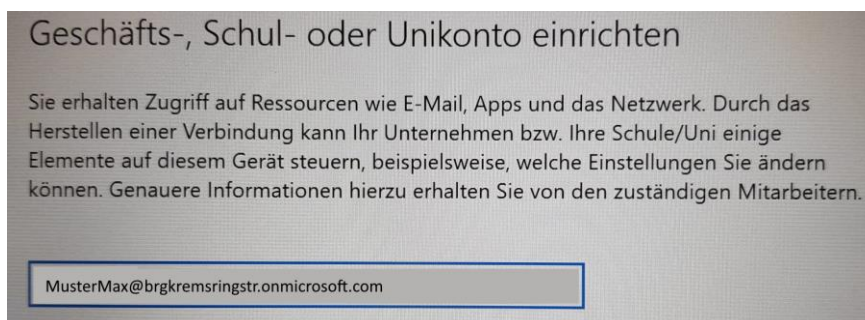 Geschäfts-, Schul- oder Unikonto einrichten
Sie erhalten Zugriff auf Ressourcen wie E-Mail, Apps und das Netzwerk. Durch das
Herstellen einer Verbindung kann Ihr Unternehmen bzw. Ihre Schule/Uni einige
Elemente auf diesem Gerät steuern, beispielsweise, welche Einstellungen Sie ändern
können. Genauere Informationen hierzu erhalten Sie von den zuständigen Mitarbeitern.
MusterMax@brgkremsringstr.onmicrosoft.com